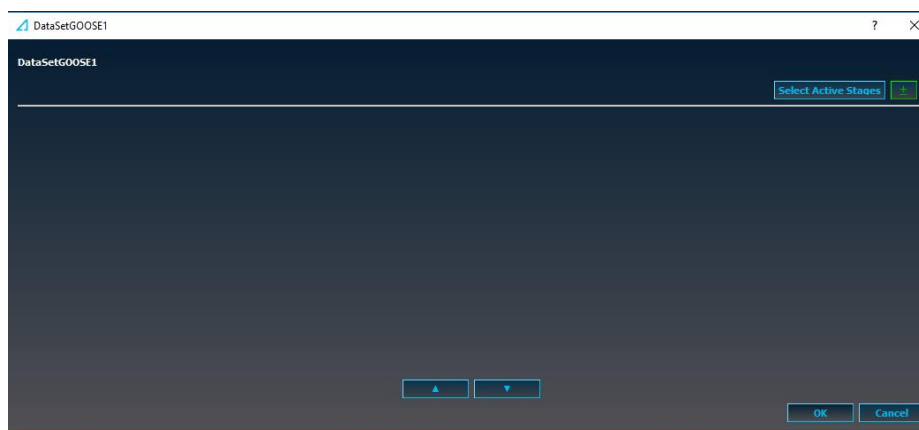 DataSetGOOSE1
DataSetGOOSE1
Select Active Stages ±
▲ ▼
OK Cancel